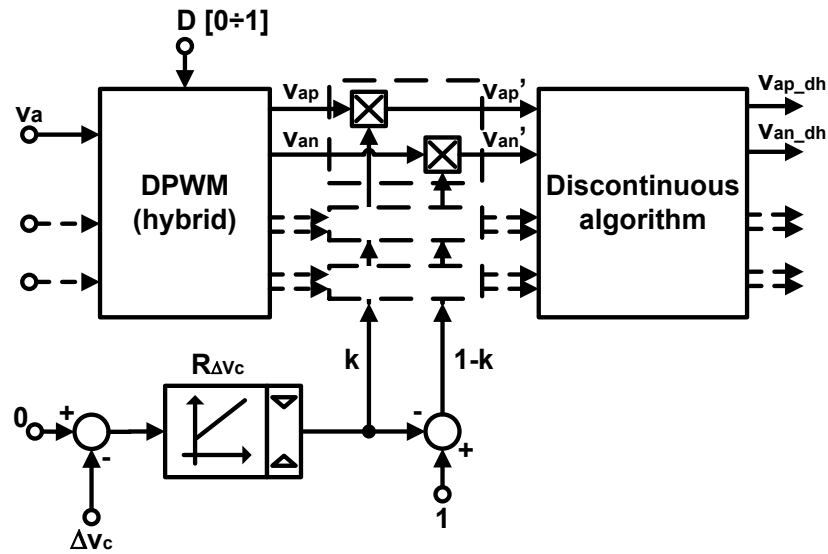 D [0÷1]
va
DPWM
(hybrid)
vap
van
vap’
van’
Discontinuous
algorithm
vap_dh
van_dh
RΔVc
k
1-k
0
+
-
-
+
Δvc
1